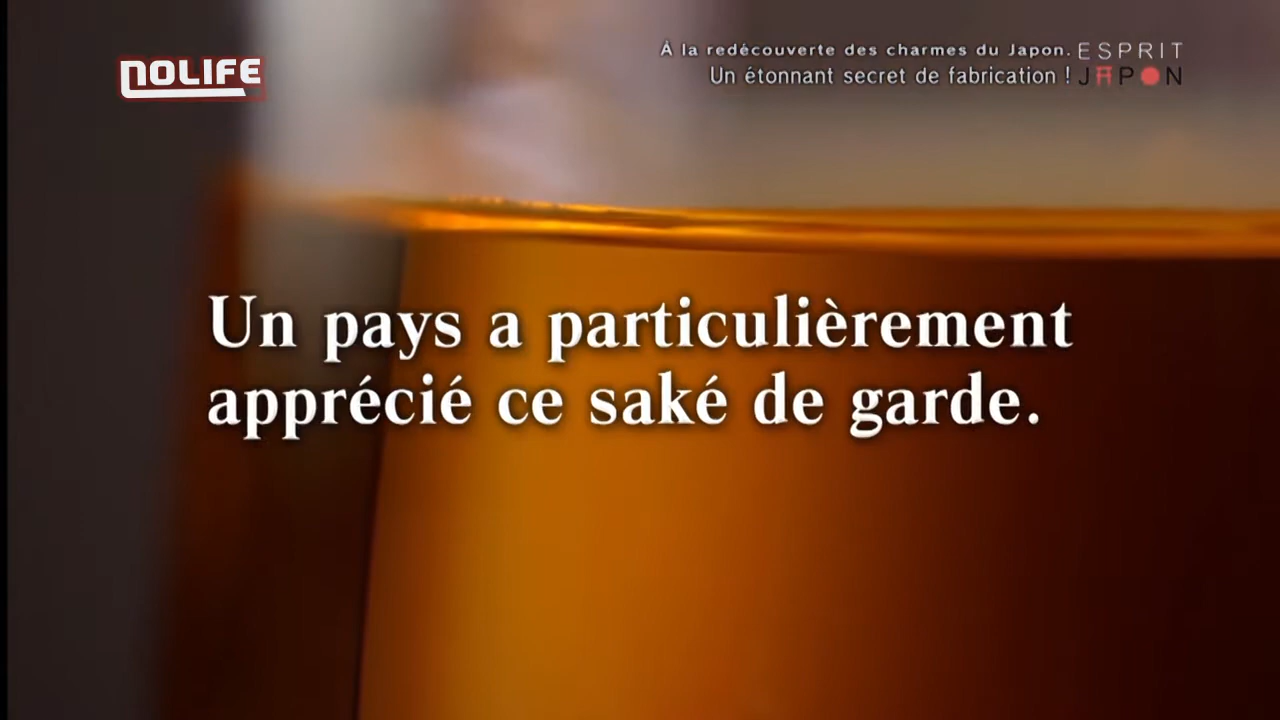 NOLIFE
À la redécouverte des charmes du Japon.
Un étonnant secret de fabrication !
ESPRIT
JAPON
Un pays a particulièrement
apprécié ce saké de garde.